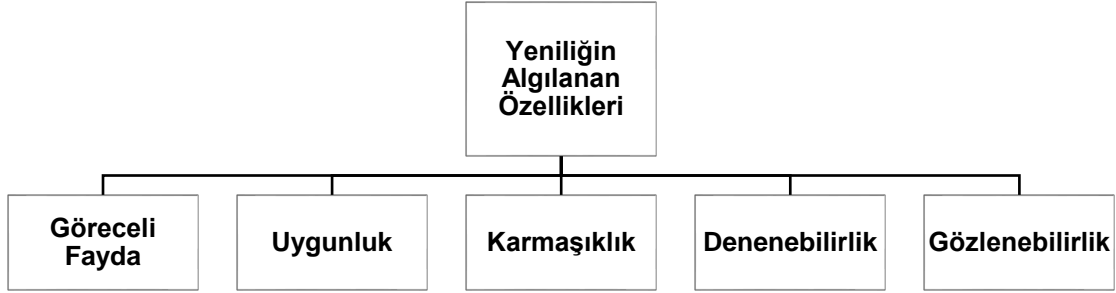 Yeniliğin
Algılanan
Özellikleri
Göreceli
Fayda
Uygunluk
Karmaşıklık
Denenebilirlik
Gözlenebilirlik